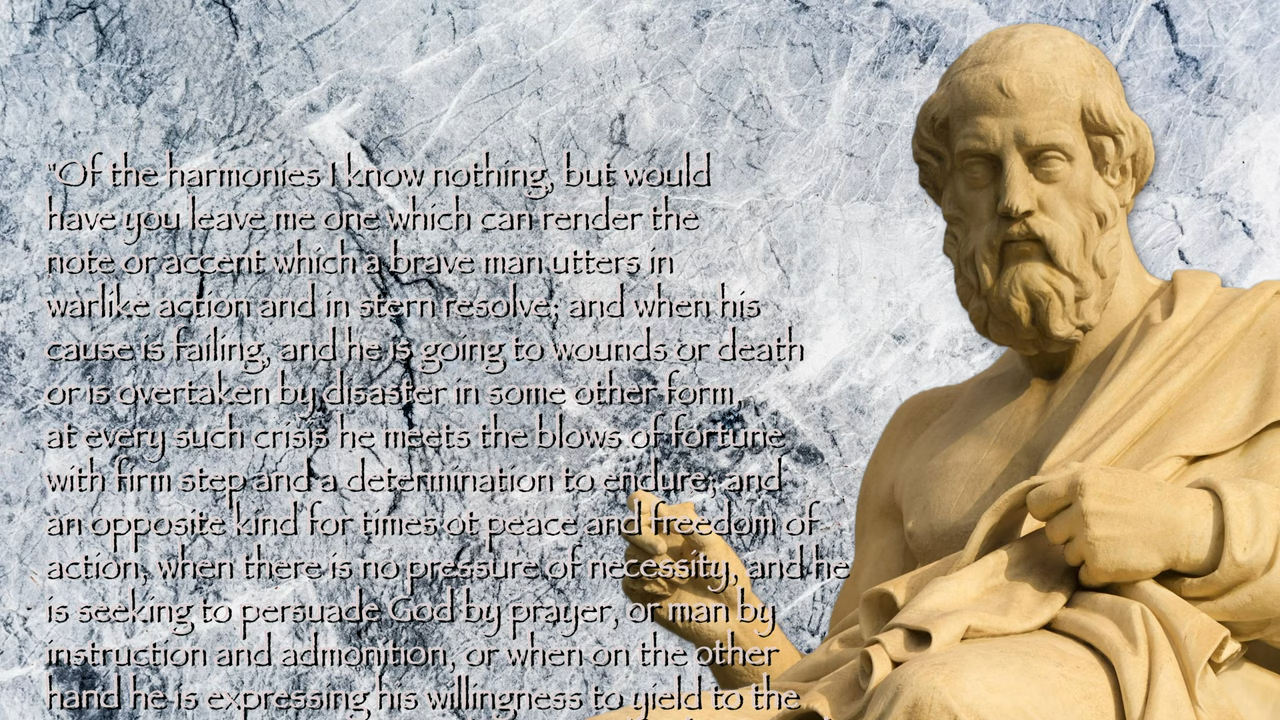 "Of the harmonies I know nothing, but would
have you leave me one which can render the
note or accent which a brave man utters in
warlike action and in stern resolve; and when his
cause is failing, and he is going to wounds or death
or is overtaken by disaster in some other form,
at every such crisis he meets the blows of fortune
with firm step and a determination to endure; and
an opposite kind for times of peace and freedom of
action, when there is no pressure of necessity, and he
is seeking to persuade God by prayer, or man by
instruction and admonition, or when on the other
hand he is expressing his willingness to yield to the